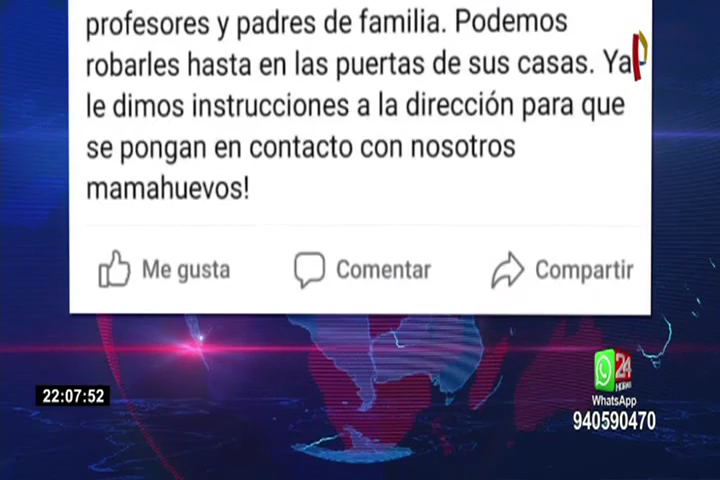 profesores y padres de familia. Podemos
robarles hasta en las puertas de sus casas. Ya
le dimos instrucciones a la dirección para que
se pongan en contacto con nosotros
mamahuevos!
Me gusta
Comentar
Compartir
24
HORAS
WhatsApp
22:07:52
940590470